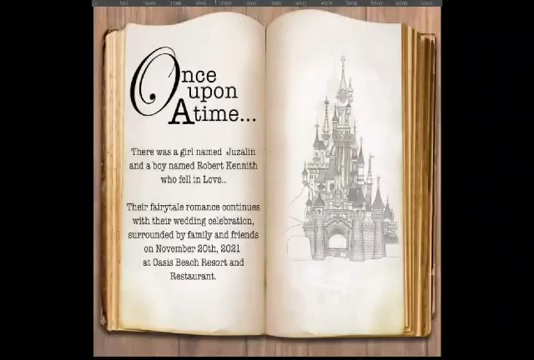 Once
upon
A time...
There was a girl named Juzalin
and a boy named Robert Kennith
who fell in Love..
Their fairytale romance continues
with their wedding celebration,
surrounded by family and friends
on November 20th, 2021
at Oasis Beach Resort and
Restaurant.